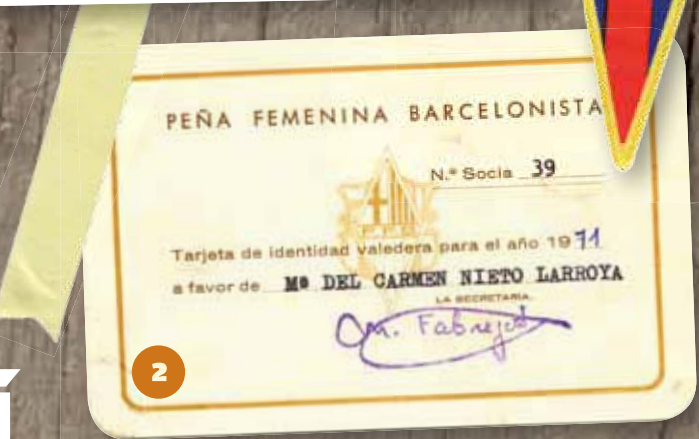 PEÑA FEMENINA BARCELONISTA
N.º Socia 39
P F B
Tarjeta de identidad valedera para el año 1971
a favor de Mª DEL CARMEN NIETO LARROYA
LA SECRETARIA,
M. Fabregat
2